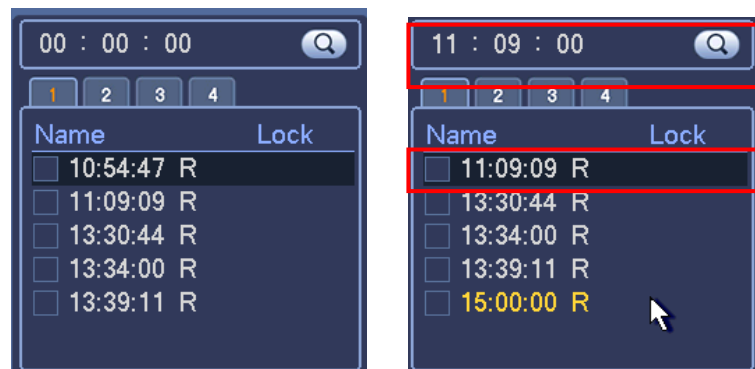 00 : 00 : 00
1 2 3 4
Name Lock
10:54:47 R
11:09:09 R
13:30:44 R
13:34:00 R
13:39:11 R
11 : 09 : 00
1 2 3 4
Name Lock
11:09:09 R
13:30:44 R
13:34:00 R
13:39:11 R
15:00:00 R